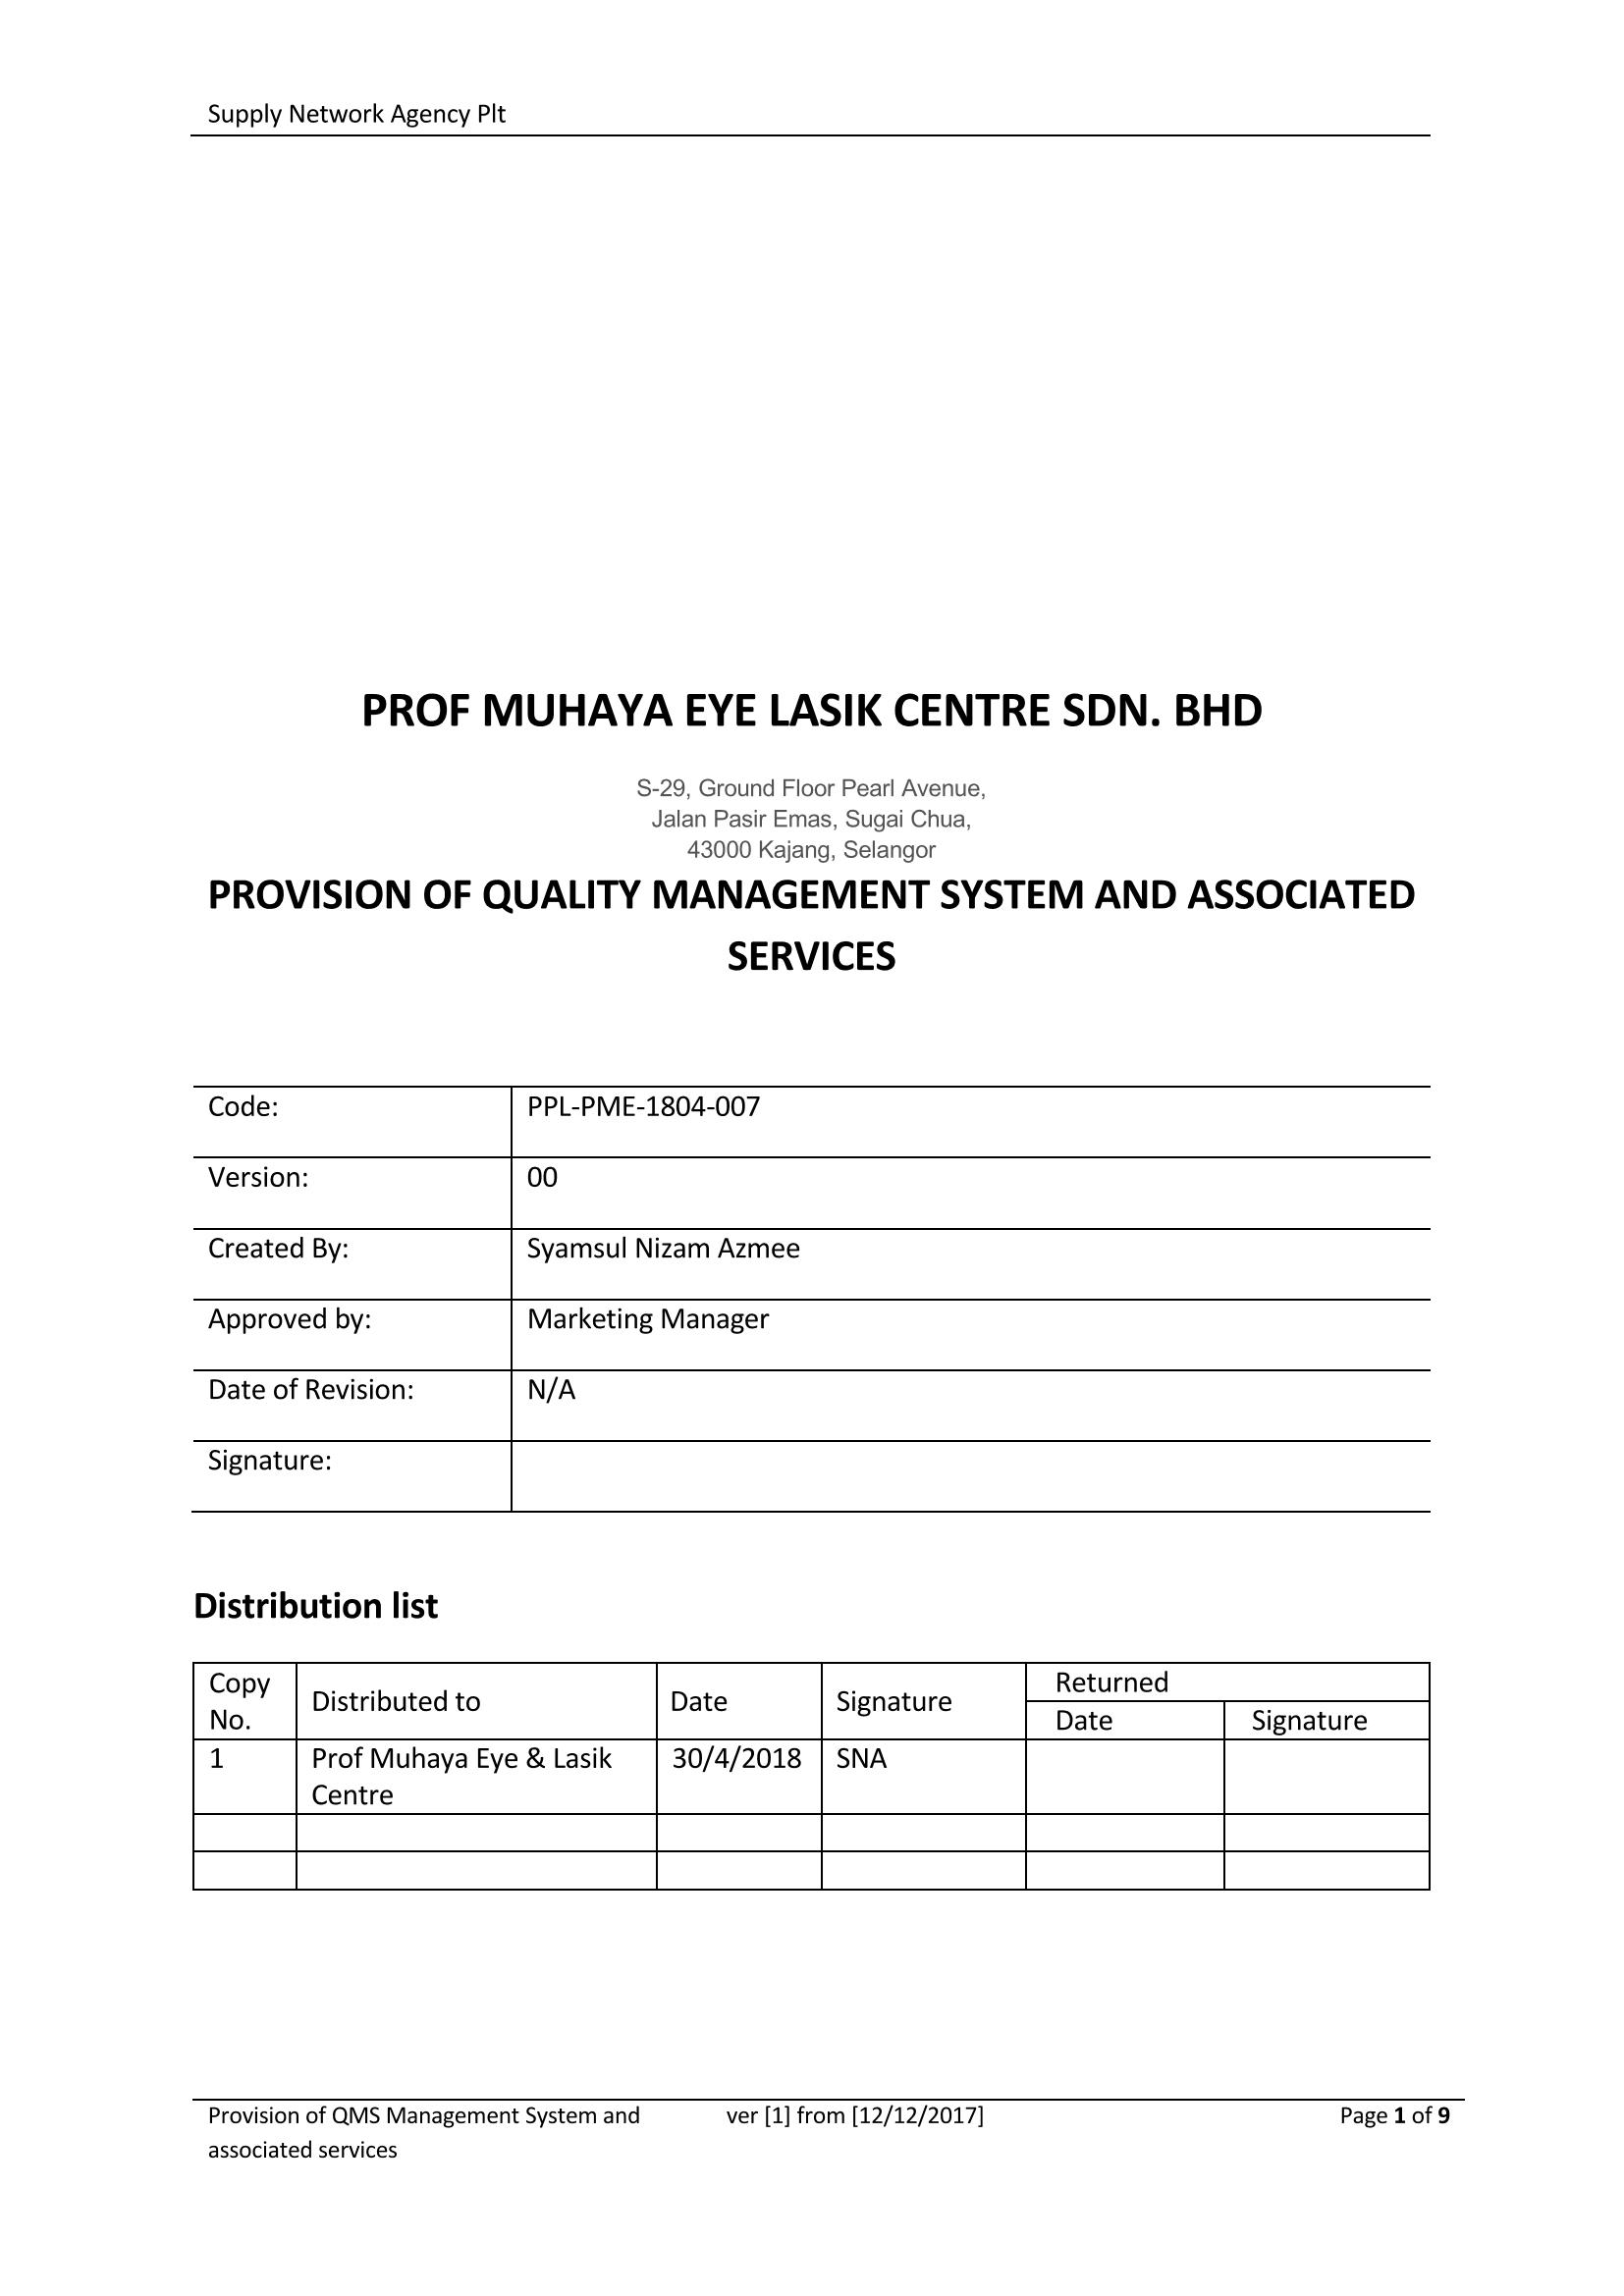 Supply Network Agency Plt
PROF MUHAYA EYE LASIK CENTRE SDN. BHD
S-29, Ground Floor Pearl Avenue,
Jalan Pasir Emas, Sugai Chua,
43000 Kajang, Selangor
PROVISION OF QUALITY MANAGEMENT SYSTEM AND ASSOCIATED
SERVICES
Code: PPL-PME-1804-007
Version: 00
Created By: Syamsul Nizam Azmee
Approved by: Marketing Manager
Date of Revision: N/A
Signature:
Distribution list
Copy No. Distributed to Date Signature Returned
Date Signature
1 Prof Muhaya Eye & Lasik 30/4/2018 SNA
Centre
Provision of QMS Management System and ver [1] from [12/12/2017] Page 1 of 9
associated services